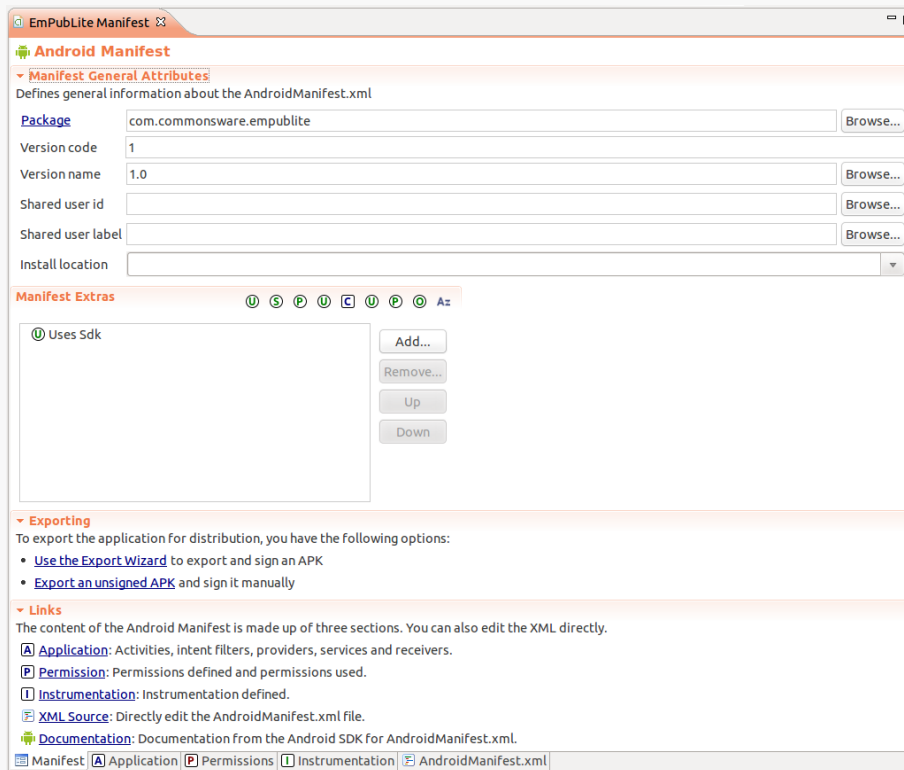 EmPubLite Manifest
Android Manifest
Manifest General Attributes
Defines general information about the AndroidManifest.xml
Package com.commonsware.empublite Browse...
Version code 1
Version name 1.0 Browse...
Shared user id Browse...
Shared user label Browse...
Install location
Manifest Extras U S P U C U P O Az
U Uses Sdk
Add...
Remove...
Up
Down
Exporting
To export the application for distribution, you have the following options:
• Use the Export Wizard to export and sign an APK
• Export an unsigned APK and sign it manually
Links
The content of the Android Manifest is made up of three sections. You can also edit the XML directly.
A Application: Activities, intent filters, providers, services and receivers.
P Permission: Permissions defined and permissions used.
I Instrumentation: Instrumentation defined.
XML Source: Directly edit the AndroidManifest.xml file.
Documentation: Documentation from the Android SDK for AndroidManifest.xml.
Manifest A Application P Permissions I Instrumentation AndroidManifest.xml